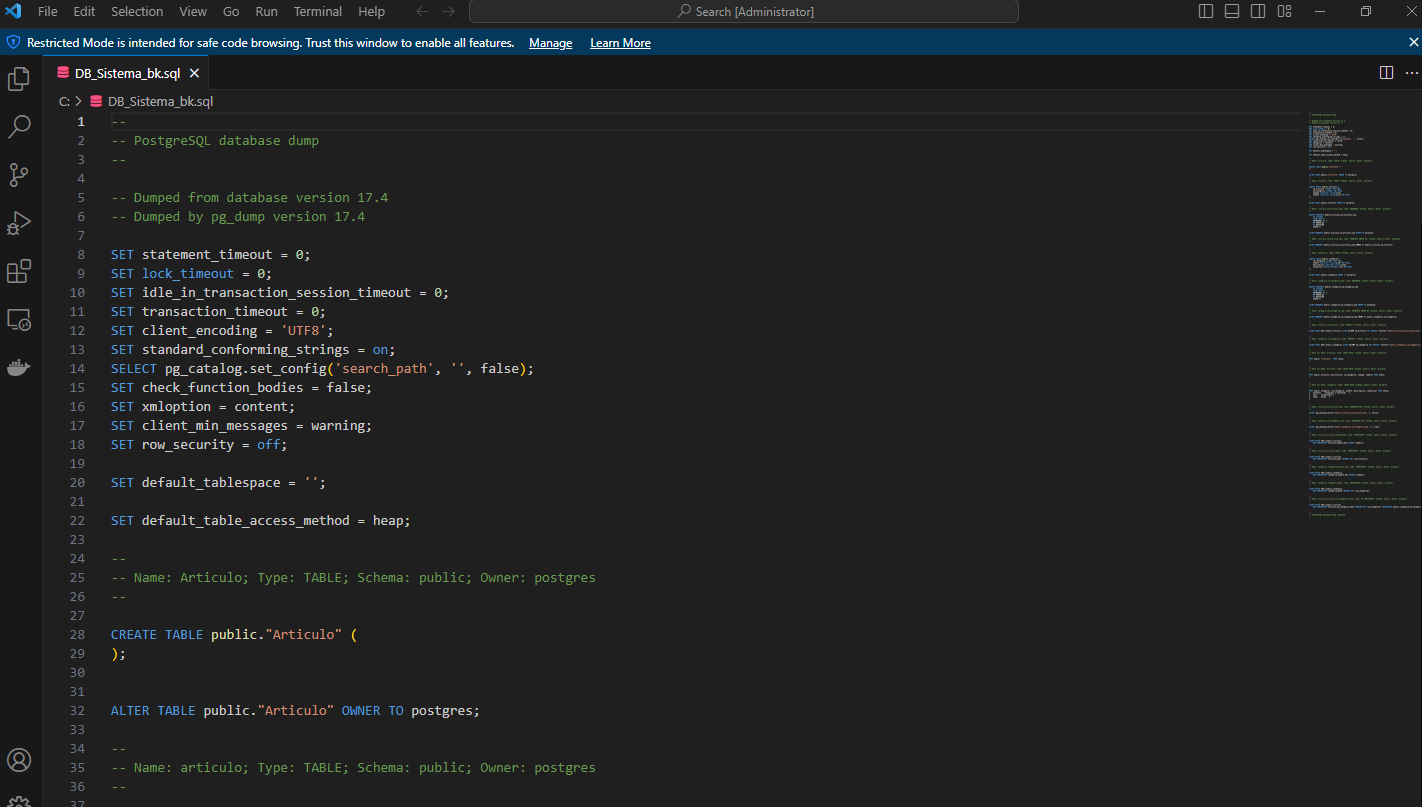 File Edit Selection View Go Run Terminal Help
Search [Administrator]
Restricted Mode is intended for safe code browsing. Trust this window to enable all features. Manage Learn More
DB_Sistema_bk.sql
C: > DB_Sistema_bk.sql
1 --
2 -- PostgreSQL database dump
3 --
4
5 -- Dumped from database version 17.4
6 -- Dumped by pg_dump version 17.4
7
8 SET statement_timeout = 0;
9 SET lock_timeout = 0;
10 SET idle_in_transaction_session_timeout = 0;
11 SET transaction_timeout = 0;
12 SET client_encoding = 'UTF8';
13 SET standard_conforming_strings = on;
14 SELECT pg_catalog.set_config('search_path', '', false);
15 SET check_function_bodies = false;
16 SET xmloption = content;
17 SET client_min_messages = warning;
18 SET row_security = off;
19
20 SET default_tablespace = '';
21
22 SET default_table_access_method = heap;
23
24 --
25 -- Name: Articulo; Type: TABLE; Schema: public; Owner: postgres
26 --
27
28 CREATE TABLE public."Articulo" (
29 );
30
31
32 ALTER TABLE public."Articulo" OWNER TO postgres;
33
34 --
35 -- Name: articulo; Type: TABLE; Schema: public; Owner: postgres
36 --
37